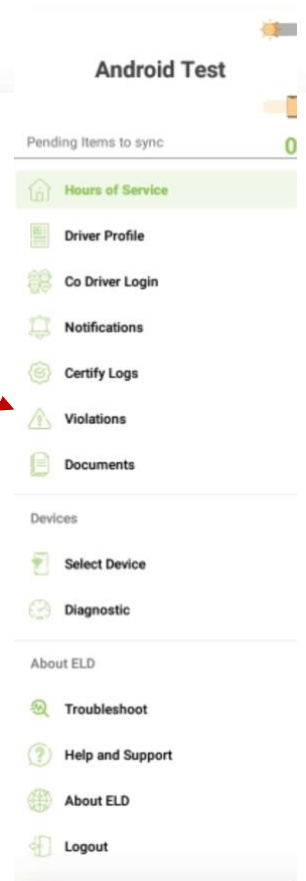 Android Test
Pending Items to sync 0
Hours of Service
Driver Profile
Co Driver Login
Notifications
Certify Logs
Violations
Documents
Devices
Select Device
Diagnostic
About ELD
Troubleshoot
Help and Support
About ELD
Logout